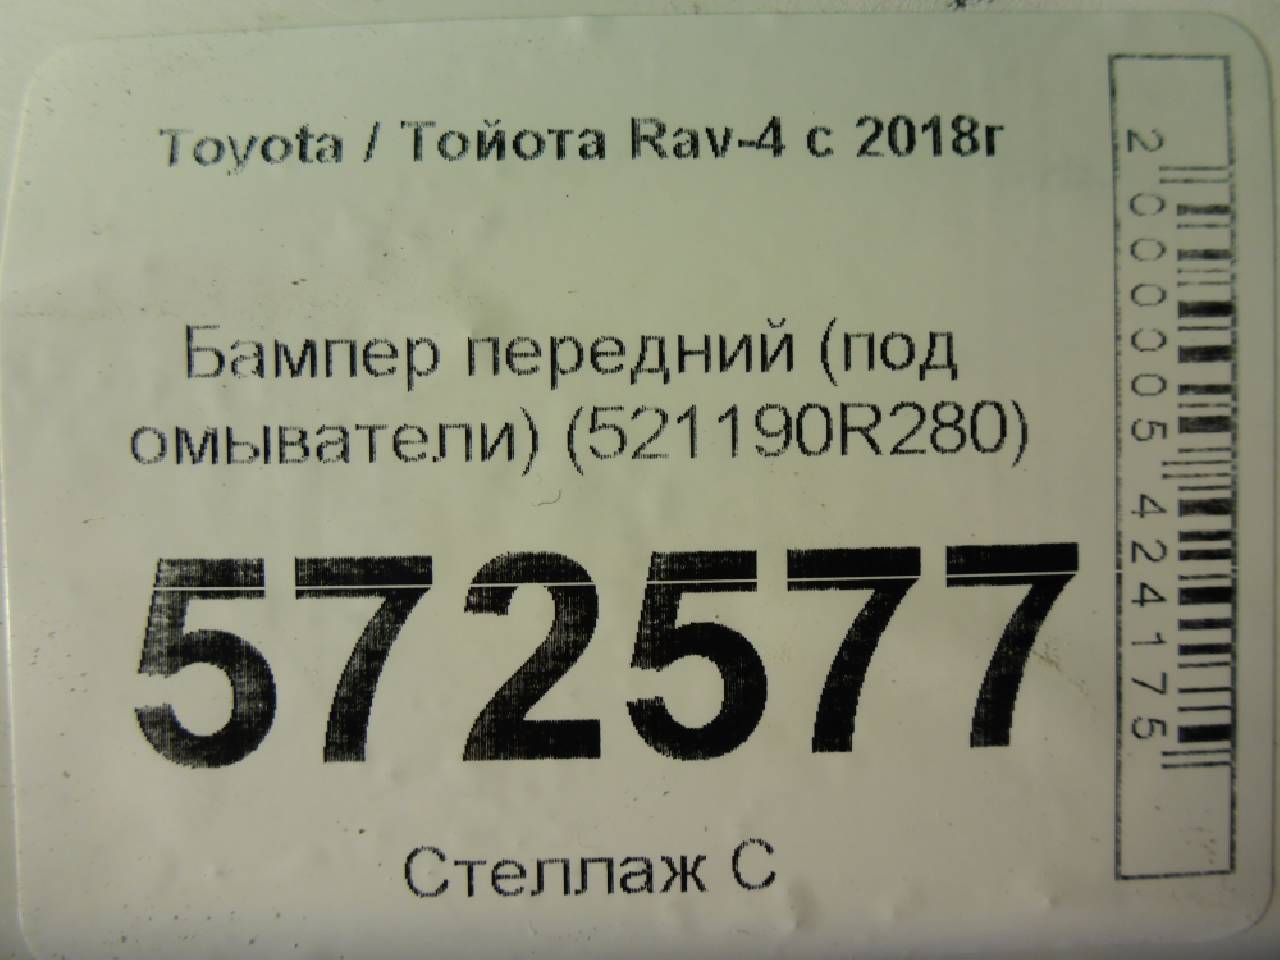 Toyota / Тойота Rav-4 с 2018г
Бампер передний (под
омыватели) (521190R280)
572577
Стеллаж С
2000005424175